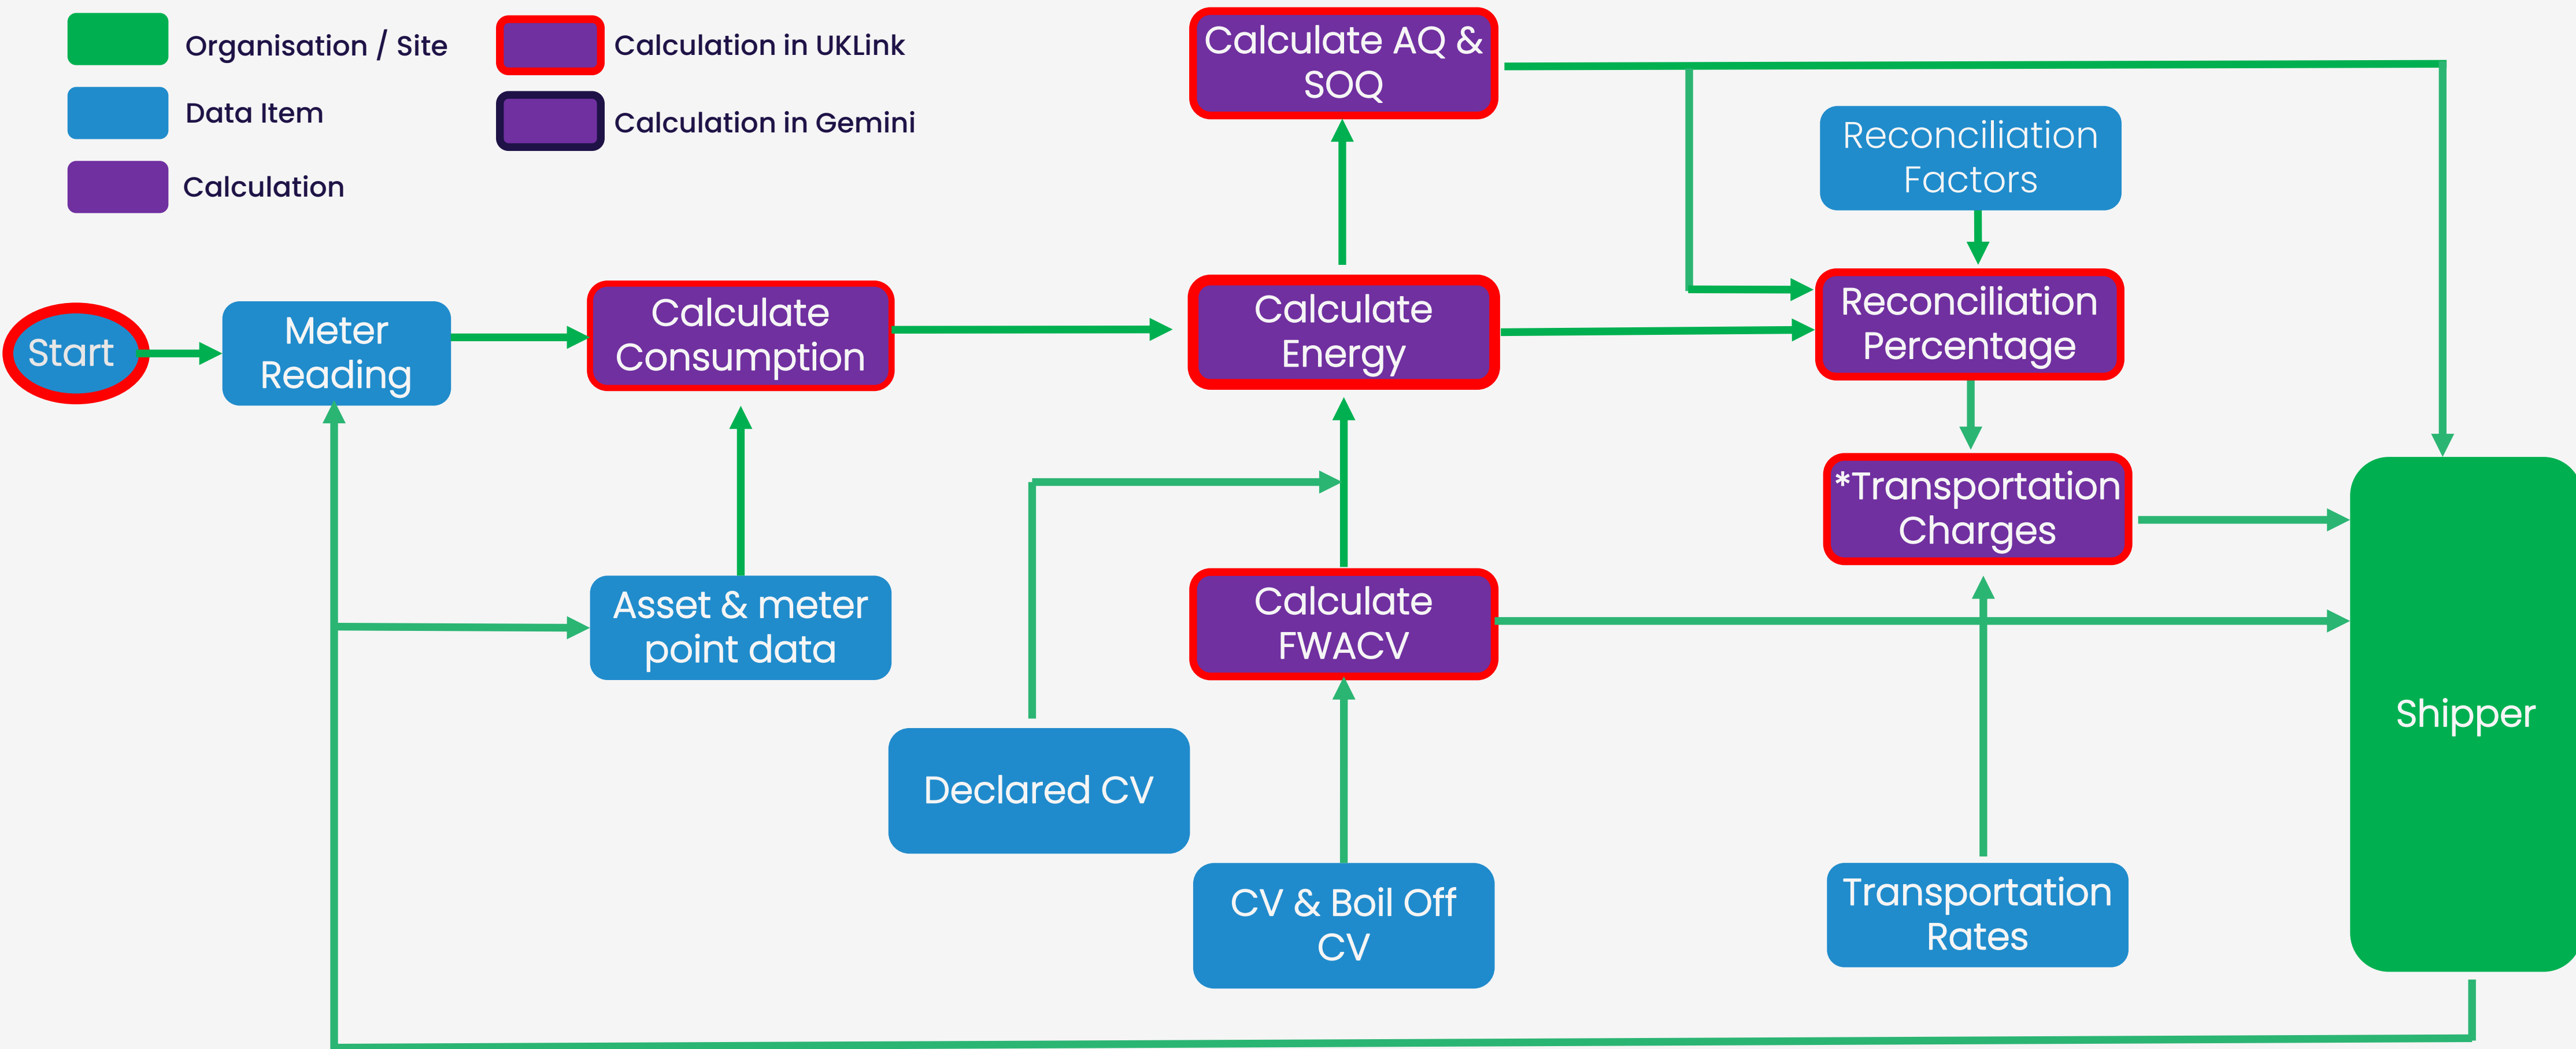 Organisation / Site
Data Item
Calculation
Calculation in UKLink
Calculation in Gemini
Calculate AQ &
SOQ
Reconciliation
Factors
Start
Meter
Reading
Calculate
Consumption
Calculate
Energy
Reconciliation
Percentage
*Transportation
Charges
Asset & meter
point data
Calculate
FWACV
Shipper
Declared CV
CV & Boil Off
CV
Transportation
Rates